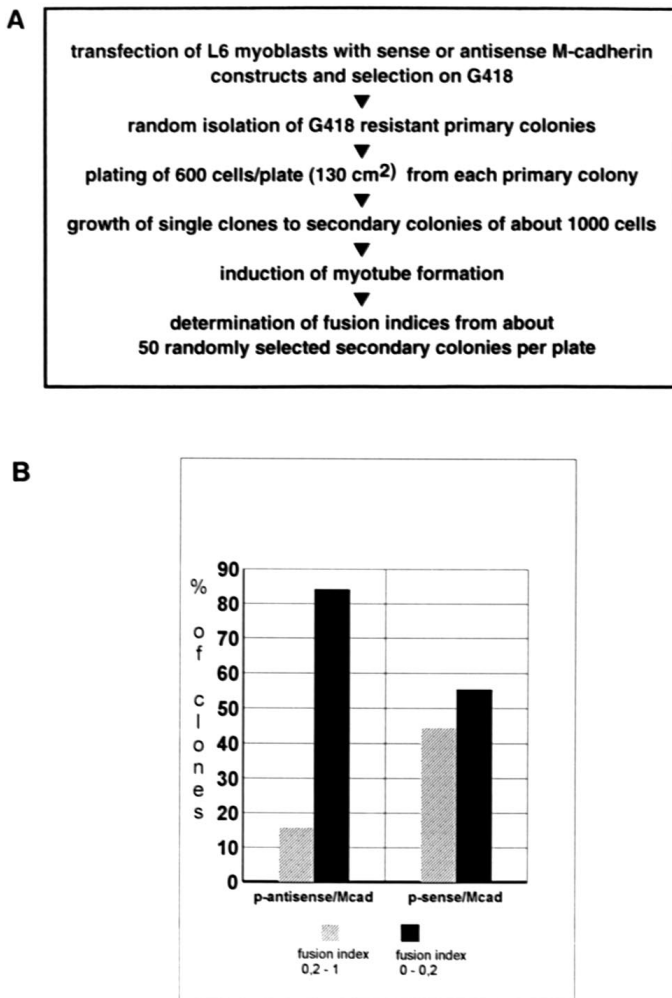 A
transfection of L6 myoblasts with sense or antisense M-cadherin
constructs and selection on G418
random isolation of G418 resistant primary colonies
plating of 600 cells/plate (130 cm2) from each primary colony
growth of single clones to secondary colonies of about 1000 cells
induction of myotube formation
determination of fusion indices from about
50 randomly selected secondary colonies per plate
B
% of clones
90
80
70
60
50
40
30
20
10
0
p-antisense/Mcad
p-sense/Mcad
fusion index
0,2 - 1
fusion index
0 - 0,2